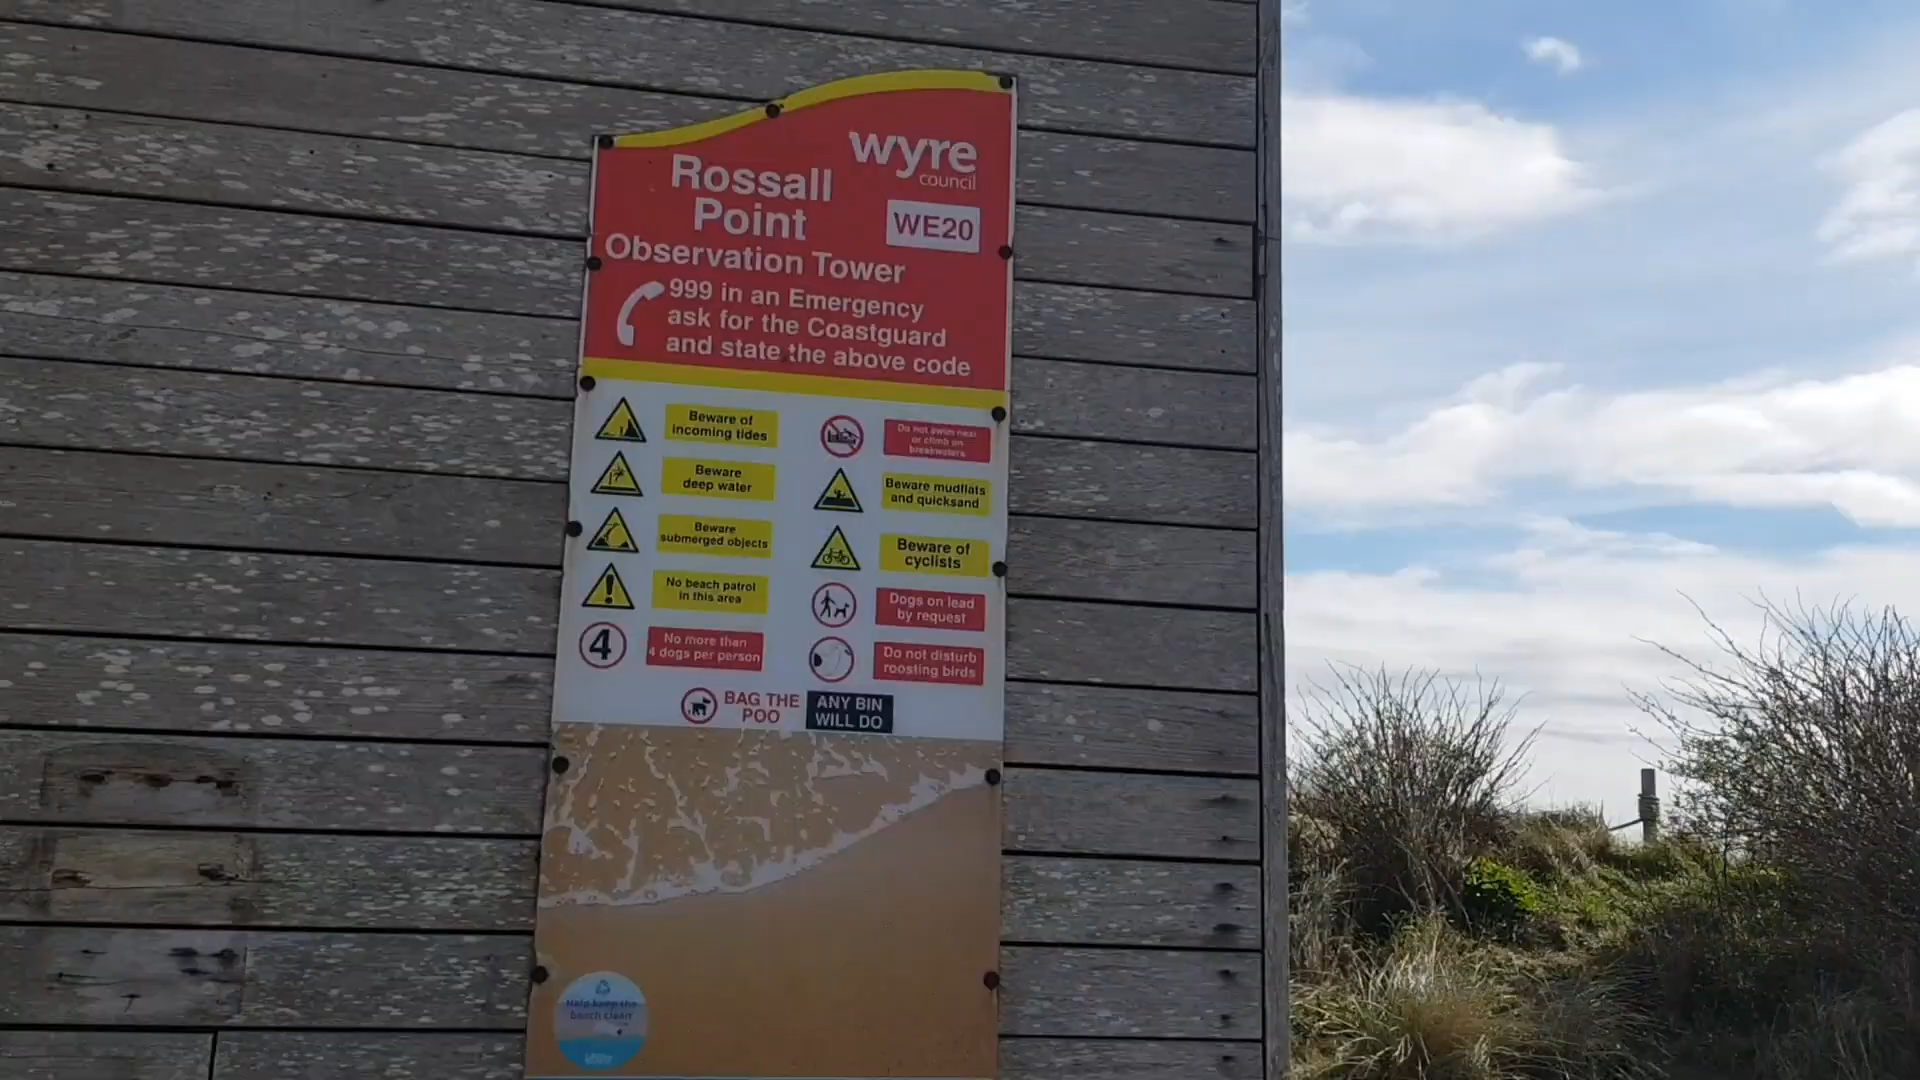 wyre
council
Rossall
Point
WE20
Observation Tower
999 in an Emergency
ask for the Coastguard
and state the above code
Beware of
incoming tides
Do not swim near
or climb on
breakwaters
Beware
deep water
Beware mudflats
and quicksand
Beware
submerged objects
Beware of
cyclists
No beach patrol
in this area
Dogs on lead
by request
4
No more than
4 dogs per person
Do not disturb
roosting birds
BAG THE
POO
ANY BIN
WILL DO
Help keep the
beach clean